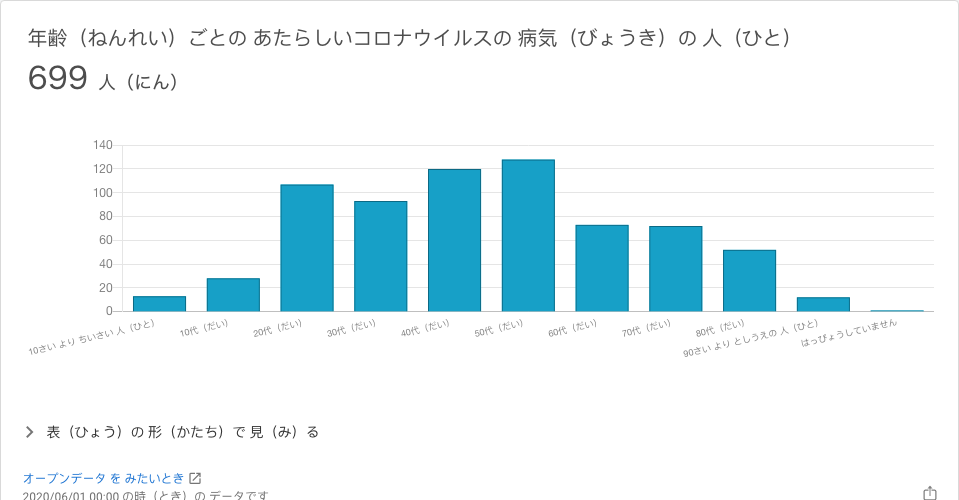 年齢（ねんれい）ごとの あたらしいコロナウイルスの 病気（びょうき）の 人（ひと）
699 人（にん）
140
120
100
80
60
40
20
0
10さい より ちいさい 人（ひと）
10代（だい）
20代（だい）
30代（だい）
40代（だい）
50代（だい）
60代（だい）
70代（だい）
80代（だい）
90さい より としうえの 人（ひと）
はっぴょうしていません
表（ひょう）の 形（かたち）で 見（み）る
オープンデータ を みたいとき
2020/06/01 00:00 の時（とき）の データです